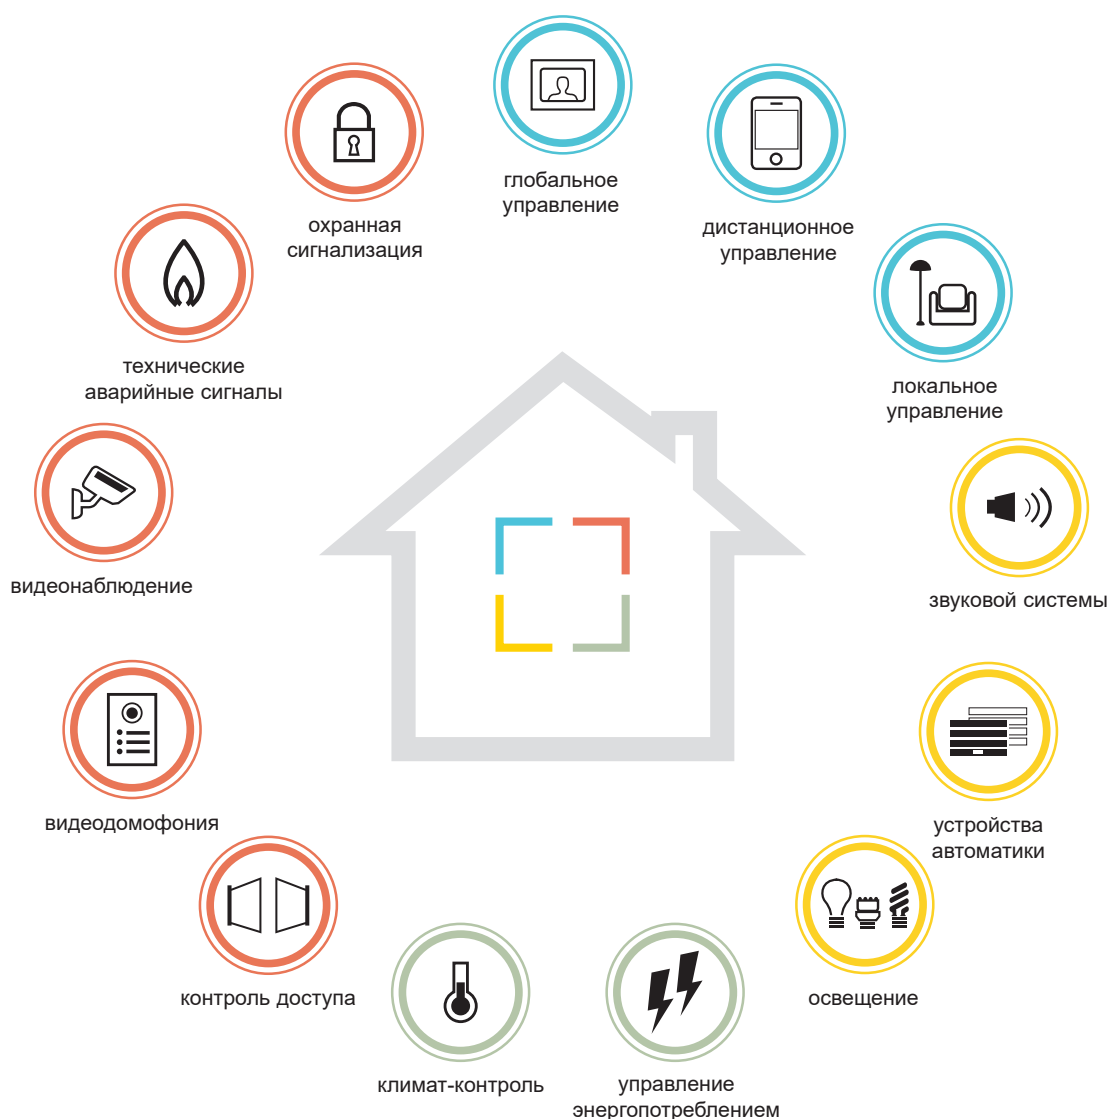 глобальное
управление
дистанционное
управление
локальное
управление
звуковой системы
устройства
автоматики
освещение
управление
энергопотреблением
климат-контроль
контроль доступа
видеодомофония
видеонаблюдение
технические
аварийные сигналы
охранная
сигнализация